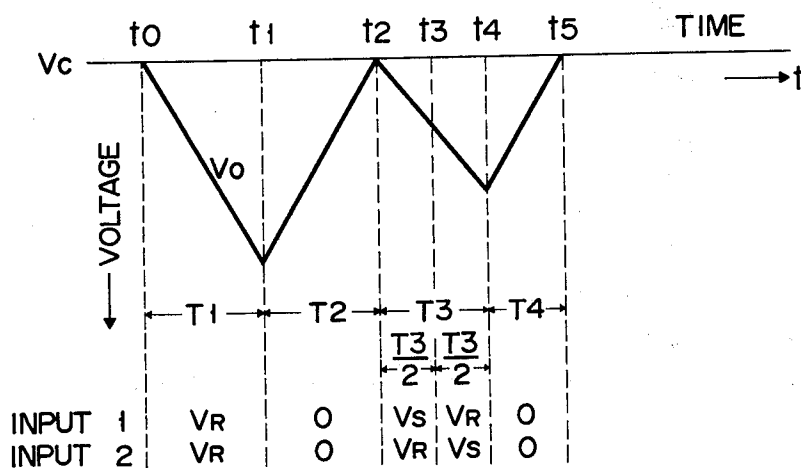 t0 t1 t2 t3 t4 t5 TIME
Vc
t
Vo
VOLTAGE
T1 T2 T3 T4
T3/2 T3/2
INPUT 1 VR 0 VS VR 0
INPUT 2 VR 0 VR VS 0